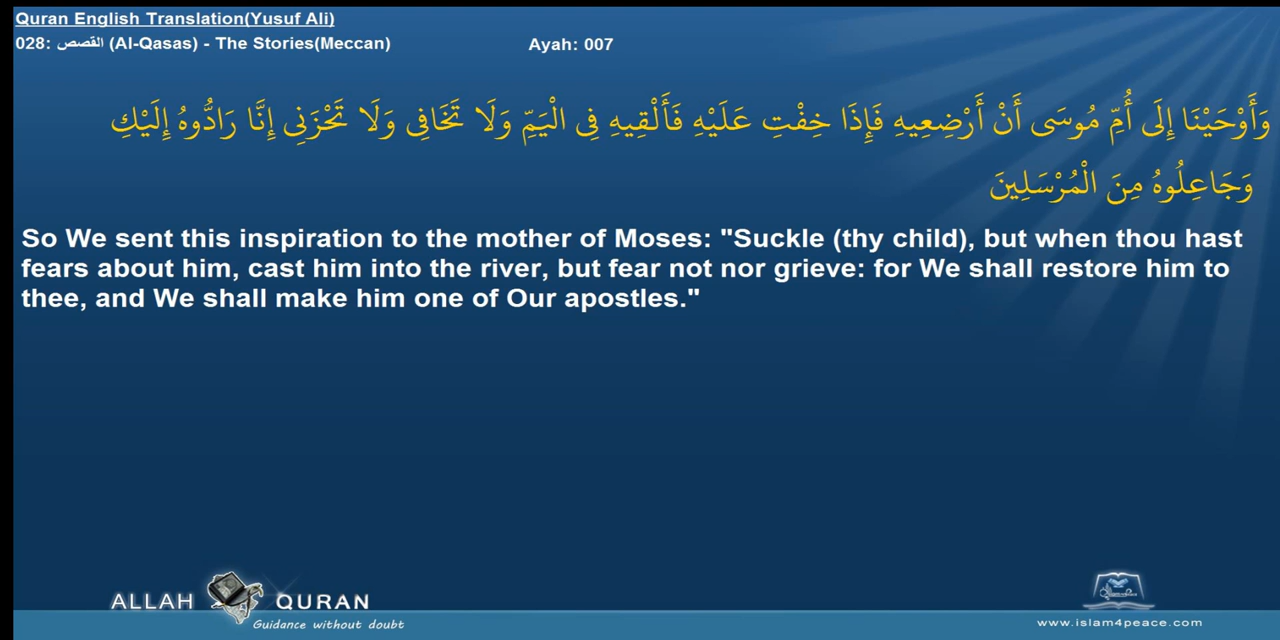 Quran English Translation(Yusuf Ali)
028: القصص (Al-Qasas) - The Stories(Meccan) Ayah: 007
وَأَوْحَيْنَا إِلَى أُمِّ مُوسَى أَنْ أَرْضِعِيهِ فَإِذَا خِفْتِ عَلَيْهِ فَأَلْقِيهِ فِي الْيَمِّ وَلَا تَخَافِي وَلَا تَحْزَنِي إِنَّا رَادُّوهُ إِلَيْكِ
وَجَاعِلُوهُ مِنَ الْمُرْسَلِينَ
So We sent this inspiration to the mother of Moses: "Suckle (thy child), but when thou hast
fears about him, cast him into the river, but fear not nor grieve: for We shall restore him to
thee, and We shall make him one of Our apostles."
ALLAH QURAN
Guidance without doubt
www.islam4peace.com